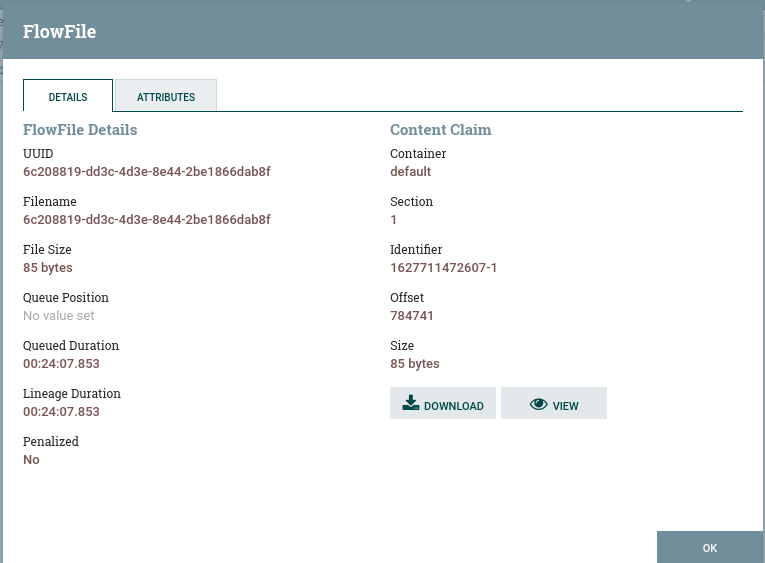 FlowFile
DETAILS
ATTRIBUTES
FlowFile Details
UUID
6c208819-dd3c-4d3e-8e44-2be1866dab8f
Filename
6c208819-dd3c-4d3e-8e44-2be1866dab8f
File Size
85 bytes
Queue Position
No value set
Queued Duration
00:24:07.853
Lineage Duration
00:24:07.853
Penalized
No
Content Claim
Container
default
Section
1
Identifier
1627711472607-1
Offset
784741
Size
85 bytes
DOWNLOAD
VIEW
OK